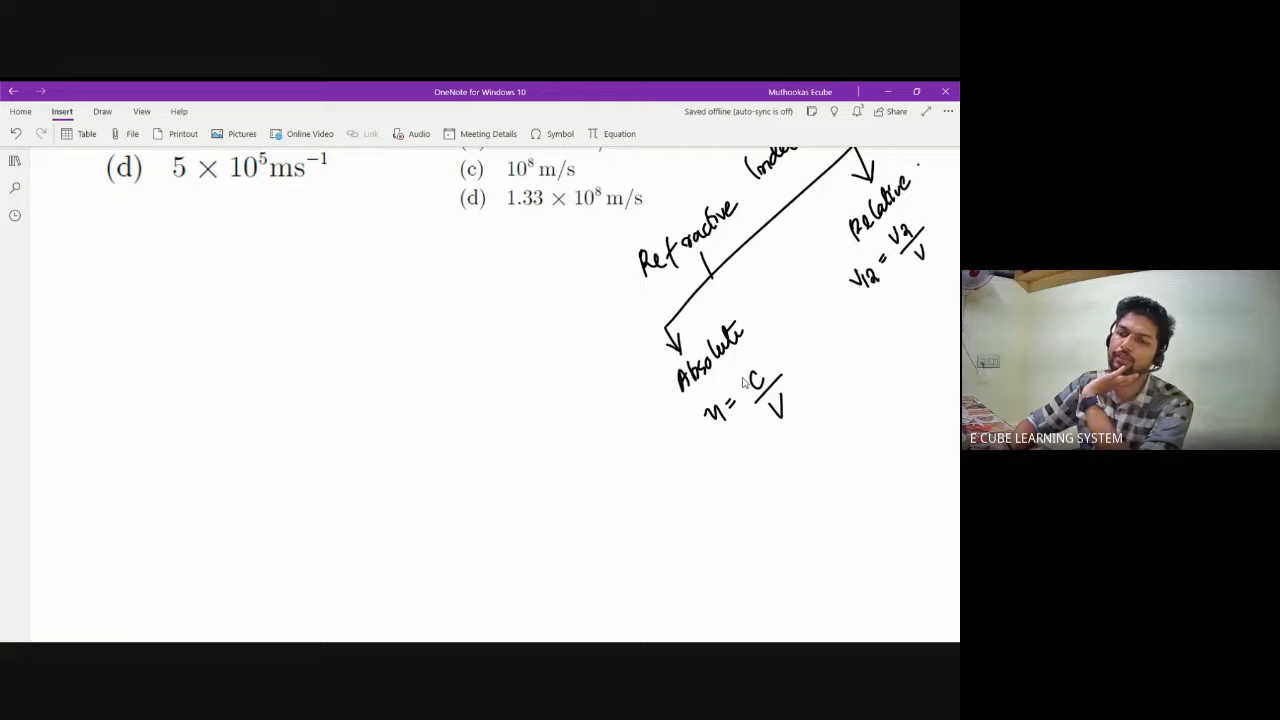 OneNote for Windows 10
Muthookas Ecube
Home Insert Draw View Help
Saved offline (auto-sync is off)
Share
Table File Printout Pictures Online Video Link Audio Meeting Details Symbol Equation
(d) 5 × 10⁵ms⁻¹
(c) 10⁸ m/s
(d) 1.33 × 10⁸ m/s
Refractive
Relative
V12 = V2/V
Absolute
n = C/V
E CUBE LEARNING SYSTEM